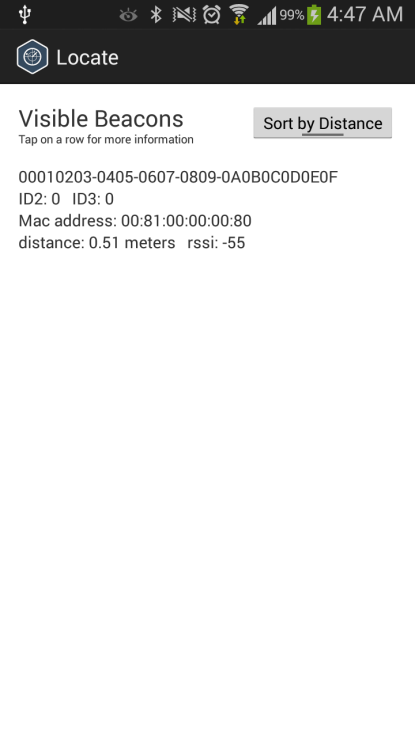 99% 4:47 AM
Locate
Visible Beacons
Tap on a row for more information
Sort by Distance
00010203-0405-0607-0809-0A0B0C0D0E0F
ID2: 0 ID3: 0
Mac address: 00:81:00:00:00:80
distance: 0.51 meters rssi: -55